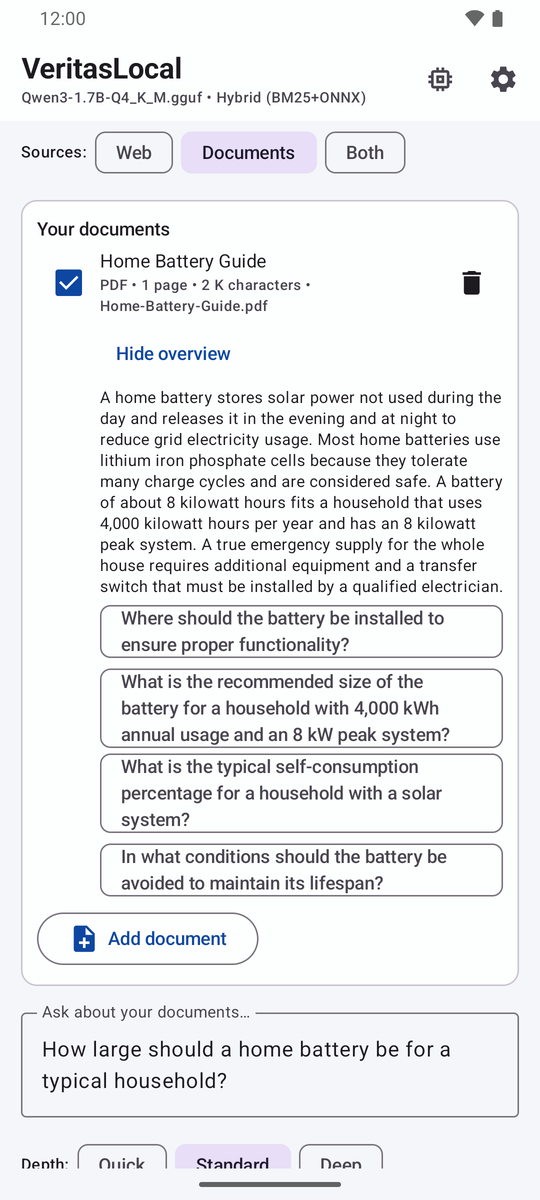 12:00
VeritasLocal
Qwen3-1.7B-Q4_K_M.gguf • Hybrid (BM25+ONNX)
Sources:
Web
Documents
Both
Your documents
Home Battery Guide
PDF • 1 page • 2 K characters •
Home-Battery-Guide.pdf
Hide overview
A home battery stores solar power not used during the
day and releases it in the evening and at night to
reduce grid electricity usage. Most home batteries use
lithium iron phosphate cells because they tolerate
many charge cycles and are considered safe. A battery
of about 8 kilowatt hours fits a household that uses
4,000 kilowatt hours per year and has an 8 kilowatt
peak system. A true emergency supply for the whole
house requires additional equipment and a transfer
switch that must be installed by a qualified electrician.
Where should the battery be installed to
ensure proper functionality?
What is the recommended size of the
battery for a household with 4,000 kWh
annual usage and an 8 kW peak system?
What is the typical self-consumption
percentage for a household with a solar
system?
In what conditions should the battery be
avoided to maintain its lifespan?
Add document
Ask about your documents…
How large should a home battery be for a
typical household?
Depth:
Quick
Standard
Deep